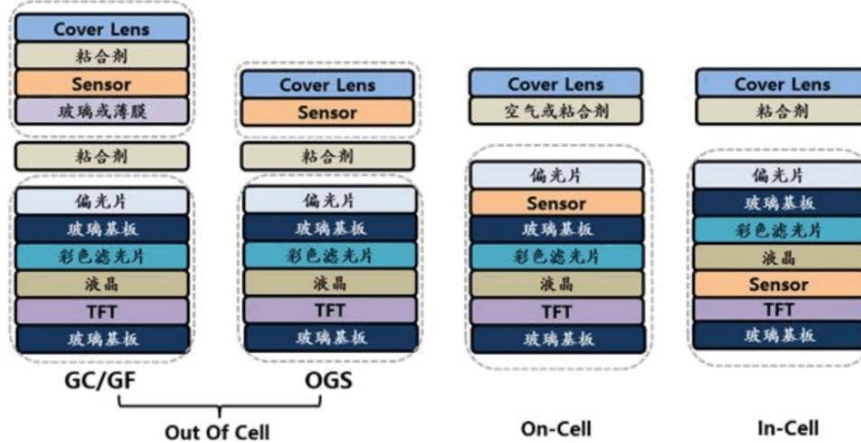 Cover Lens
粘合剂
Sensor
玻璃或薄膜
粘合剂
偏光片
玻璃基板
彩色滤光片
液晶
TFT
玻璃基板
GC/GF
Cover Lens
Sensor
粘合剂
偏光片
玻璃基板
彩色滤光片
液晶
TFT
玻璃基板
OGS
Out Of Cell
Cover Lens
空气或粘合剂
偏光片
Sensor
玻璃基板
彩色滤光片
液晶
TFT
玻璃基板
On-Cell
Cover Lens
粘合剂
偏光片
玻璃基板
彩色滤光片
液晶
Sensor
TFT
玻璃基板
In-Cell